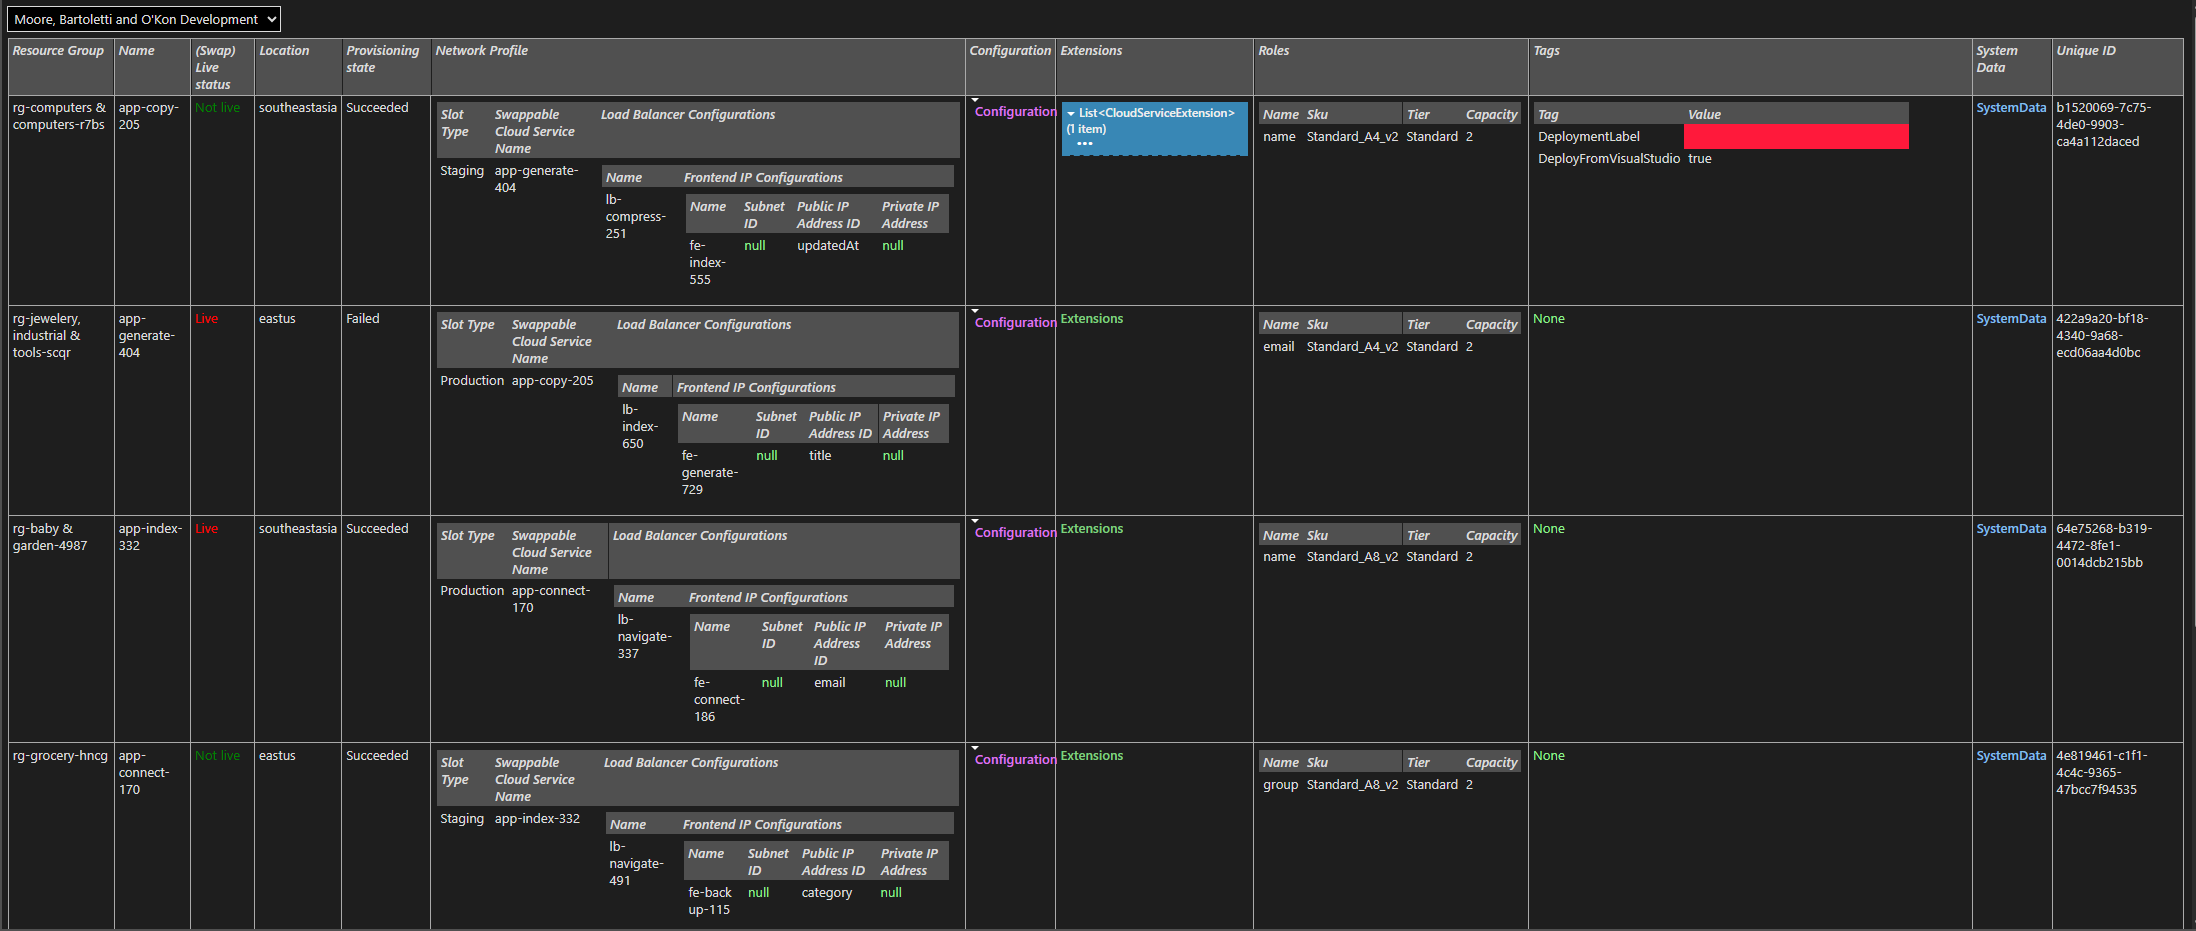 Moore, Bartoletti and O'Kon Development
Resource Group
Name
(Swap)
Live
status
Location
Provisioning
state
Network Profile
Configuration
Extensions
Roles
Tags
System
Data
Unique ID
rg-computers &
computers-r7bs
app-copy-
205
Not live
southeastasia
Succeeded
Slot
Type
Swappable
Cloud Service
Name
Load Balancer Configurations
Staging
app-generate-
404
Name
Frontend IP Configurations
lb-
compress-
251
Name
Subnet
ID
Public IP
Address ID
Private IP
Address
fe-
index-
555
null
updatedAt
null
Configuration
List<CloudServiceExtension>
(1 item)
•••
Name Sku Tier Capacity
name Standard_A4_v2 Standard 2
Tag Value
DeploymentLabel
DeployFromVisualStudio true
SystemData
b1520069-7c75-
4de0-9903-
ca4a112daced
rg-jewelery,
industrial &
tools-scqr
app-
generate-
404
Live
eastus
Failed
Slot Type
Swappable
Cloud Service
Name
Load Balancer Configurations
Production
app-copy-205
Name
Frontend IP Configurations
lb-
index-
650
Name
Subnet
ID
Public IP
Address ID
Private IP
Address
fe-
generate-
729
null
title
null
Configuration
Extensions
Name Sku Tier Capacity
email Standard_A4_v2 Standard 2
None
SystemData
422a9a20-bf18-
4340-9a68-
ecd06aa4d0bc
rg-baby &
garden-4987
app-index-
332
Live
southeastasia
Succeeded
Slot Type
Swappable
Cloud Service
Name
Load Balancer Configurations
Production
app-connect-
170
Name
Frontend IP Configurations
lb-
navigate-
337
Name
Subnet
ID
Public IP
Address
ID
Private IP
Address
fe-
connect-
186
null
email
null
Configuration
Extensions
Name Sku Tier Capacity
name Standard_A8_v2 Standard 2
None
SystemData
64e75268-b319-
4472-8fe1-
0014dcb215bb
rg-grocery-hncg
app-
connect-
170
Not live
eastus
Succeeded
Slot
Type
Swappable
Cloud Service
Name
Load Balancer Configurations
Staging
app-index-332
Name
Frontend IP Configurations
lb-
navigate-
491
Name
Subnet
ID
Public IP
Address ID
Private IP
Address
fe-back
up-115
null
category
null
Configuration
Extensions
Name Sku Tier Capacity
group Standard_A8_v2 Standard 2
None
SystemData
4e819461-c1f1-
4c4c-9365-
47bcc7f94535